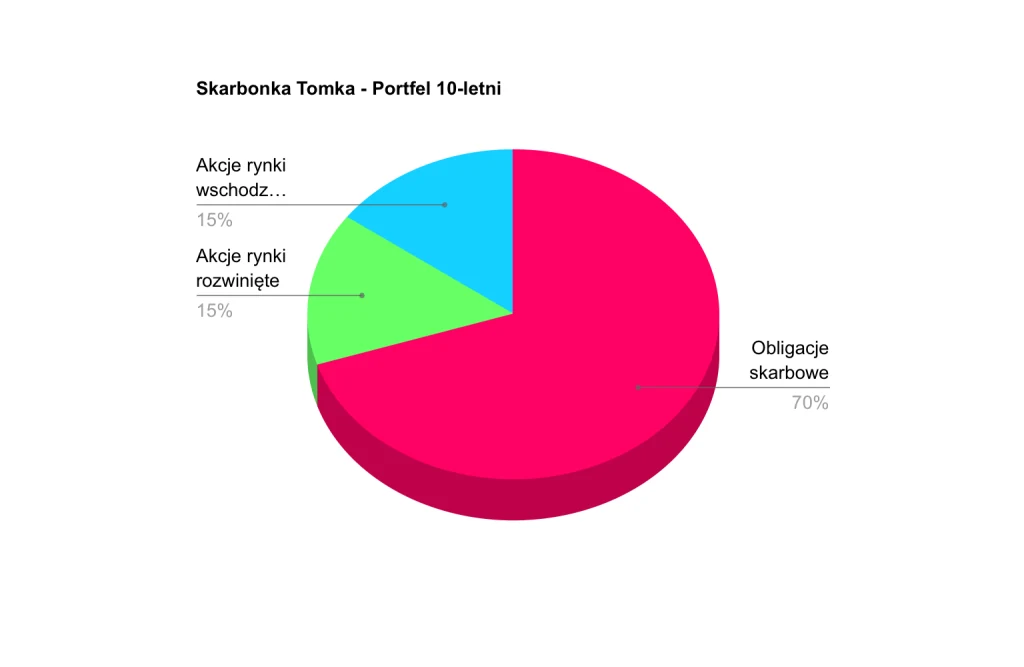 Skarbonka Tomka - Portfel 10-letni
Akcje rynki
wschodz…
15%
Akcje rynki
rozwinięte
15%
Obligacje
skarbowe
70%